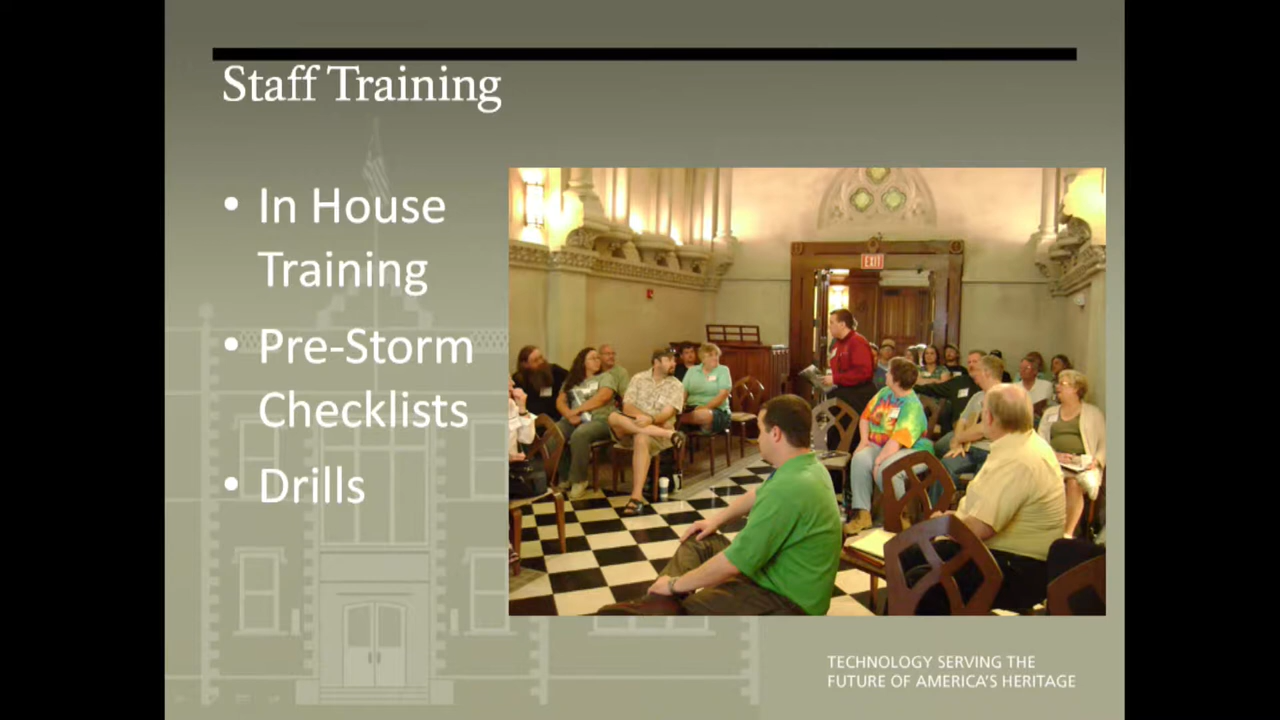 Staff Training
• In House
Training
• Pre-Storm
Checklists
• Drills
EXIT
TECHNOLOGY SERVING THE
FUTURE OF AMERICA'S HERITAGE